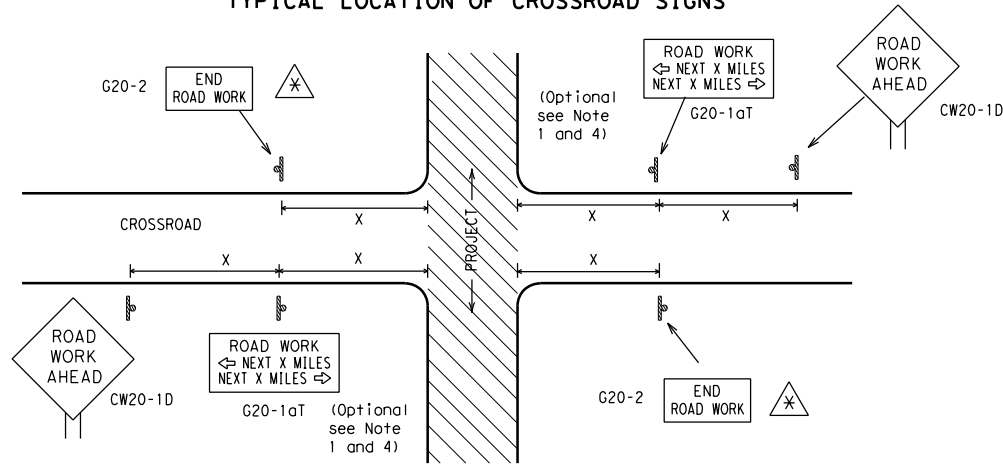 TYPICAL LOCATION OF CROSSROAD SIGNS
G20-2
END
ROAD WORK
*
(Optional
see Note
1 and 4)
ROAD WORK
⇦ NEXT X MILES
NEXT X MILES ⇨
G20-1aT
ROAD
WORK
AHEAD
CW20-1D
X
X
X
CROSSROAD
PROJECT
X
X
X
ROAD
WORK
AHEAD
CW20-1D
ROAD WORK
⇦ NEXT X MILES
NEXT X MILES ⇨
G20-1aT
(Optional
see Note
1 and 4)
G20-2
END
ROAD WORK
*